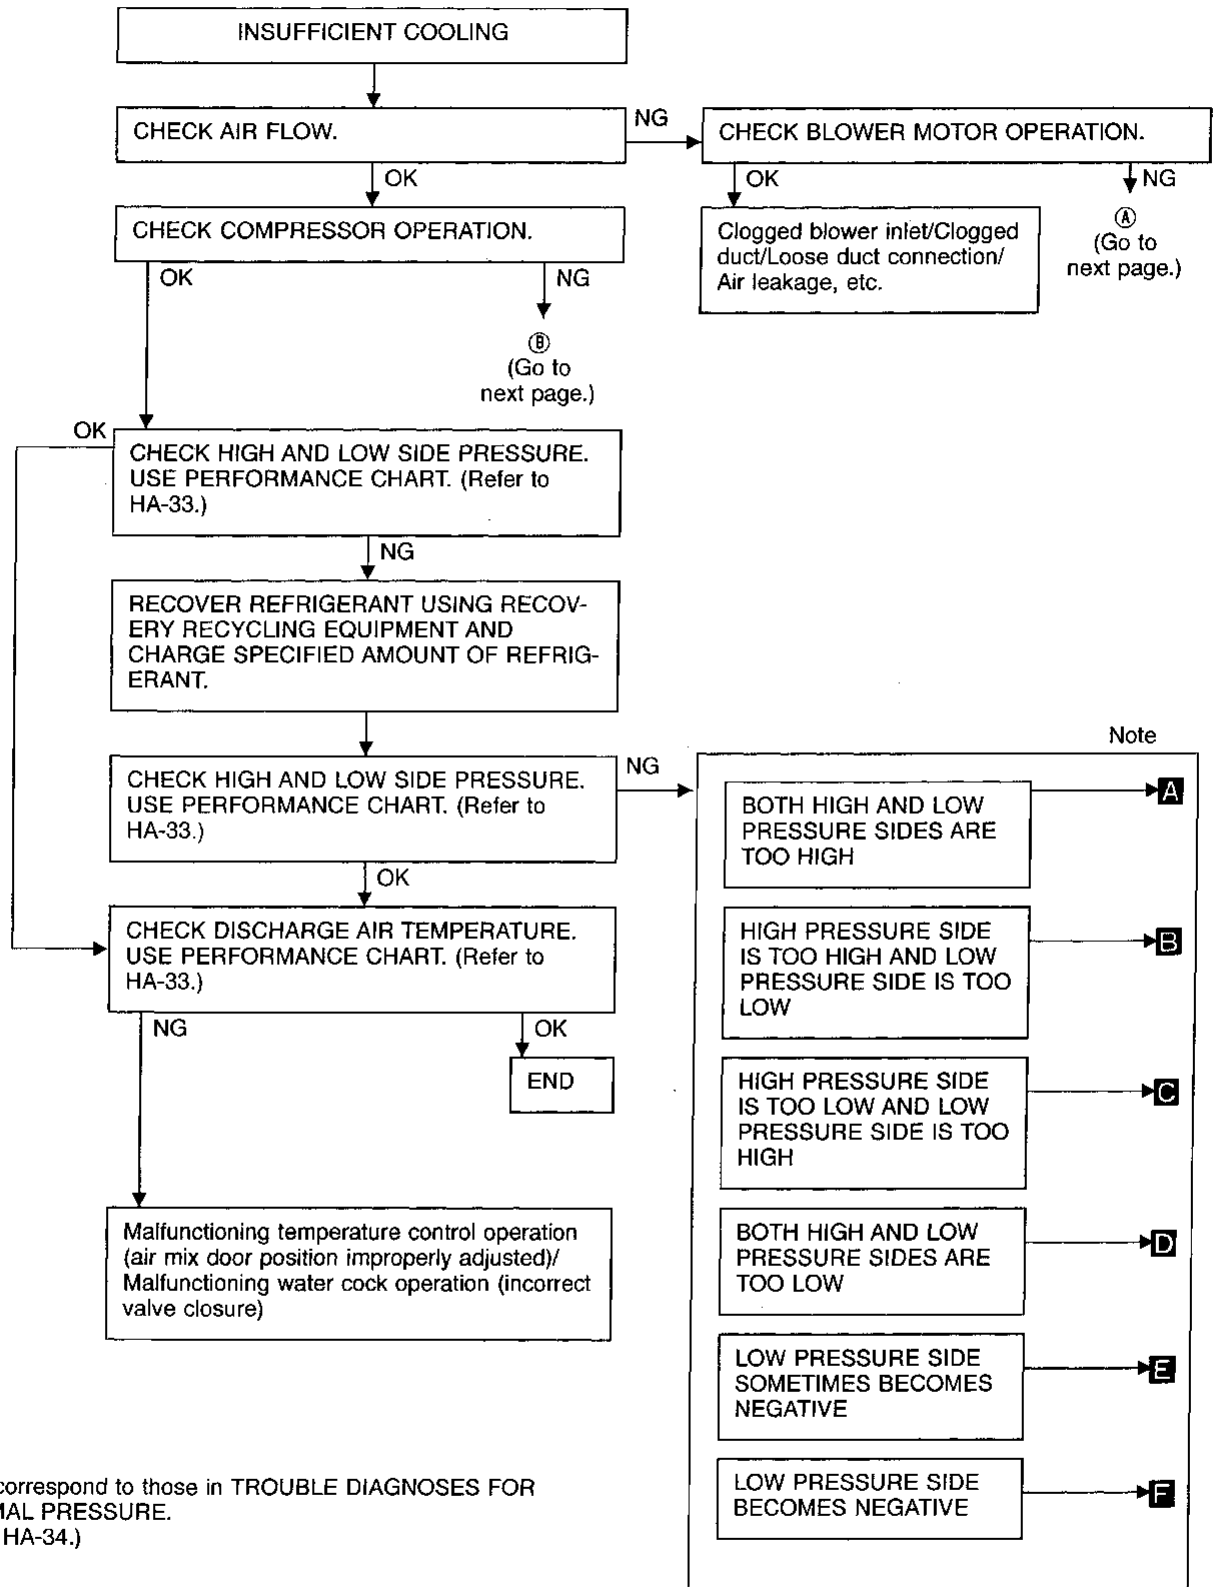 INSUFFICIENT COOLING
CHECK AIR FLOW.
NG
CHECK BLOWER MOTOR OPERATION.
OK
OK
NG
CHECK COMPRESSOR OPERATION.
Clogged blower inlet/Clogged
duct/Loose duct connection/
Air leakage, etc.
Ⓐ
(Go to
next page.)
OK
NG
Ⓑ
(Go to
next page.)
OK
CHECK HIGH AND LOW SIDE PRESSURE.
USE PERFORMANCE CHART. (Refer to
HA-33.)
NG
RECOVER REFRIGERANT USING RECOV-
ERY RECYCLING EQUIPMENT AND
CHARGE SPECIFIED AMOUNT OF REFRIG-
ERANT.
CHECK HIGH AND LOW SIDE PRESSURE.
USE PERFORMANCE CHART. (Refer to
HA-33.)
NG
OK
CHECK DISCHARGE AIR TEMPERATURE.
USE PERFORMANCE CHART. (Refer to
HA-33.)
NG
OK
END
Malfunctioning temperature control operation
(air mix door position improperly adjusted)/
Malfunctioning water cock operation (incorrect
valve closure)
Note
BOTH HIGH AND LOW
PRESSURE SIDES ARE
TOO HIGH
A
HIGH PRESSURE SIDE
IS TOO HIGH AND LOW
PRESSURE SIDE IS TOO
LOW
B
HIGH PRESSURE SIDE
IS TOO LOW AND LOW
PRESSURE SIDE IS TOO
HIGH
C
BOTH HIGH AND LOW
PRESSURE SIDES ARE
TOO LOW
D
LOW PRESSURE SIDE
SOMETIMES BECOMES
NEGATIVE
E
LOW PRESSURE SIDE
BECOMES NEGATIVE
F
correspond to those in TROUBLE DIAGNOSES FOR
MAL PRESSURE.
HA-34.)